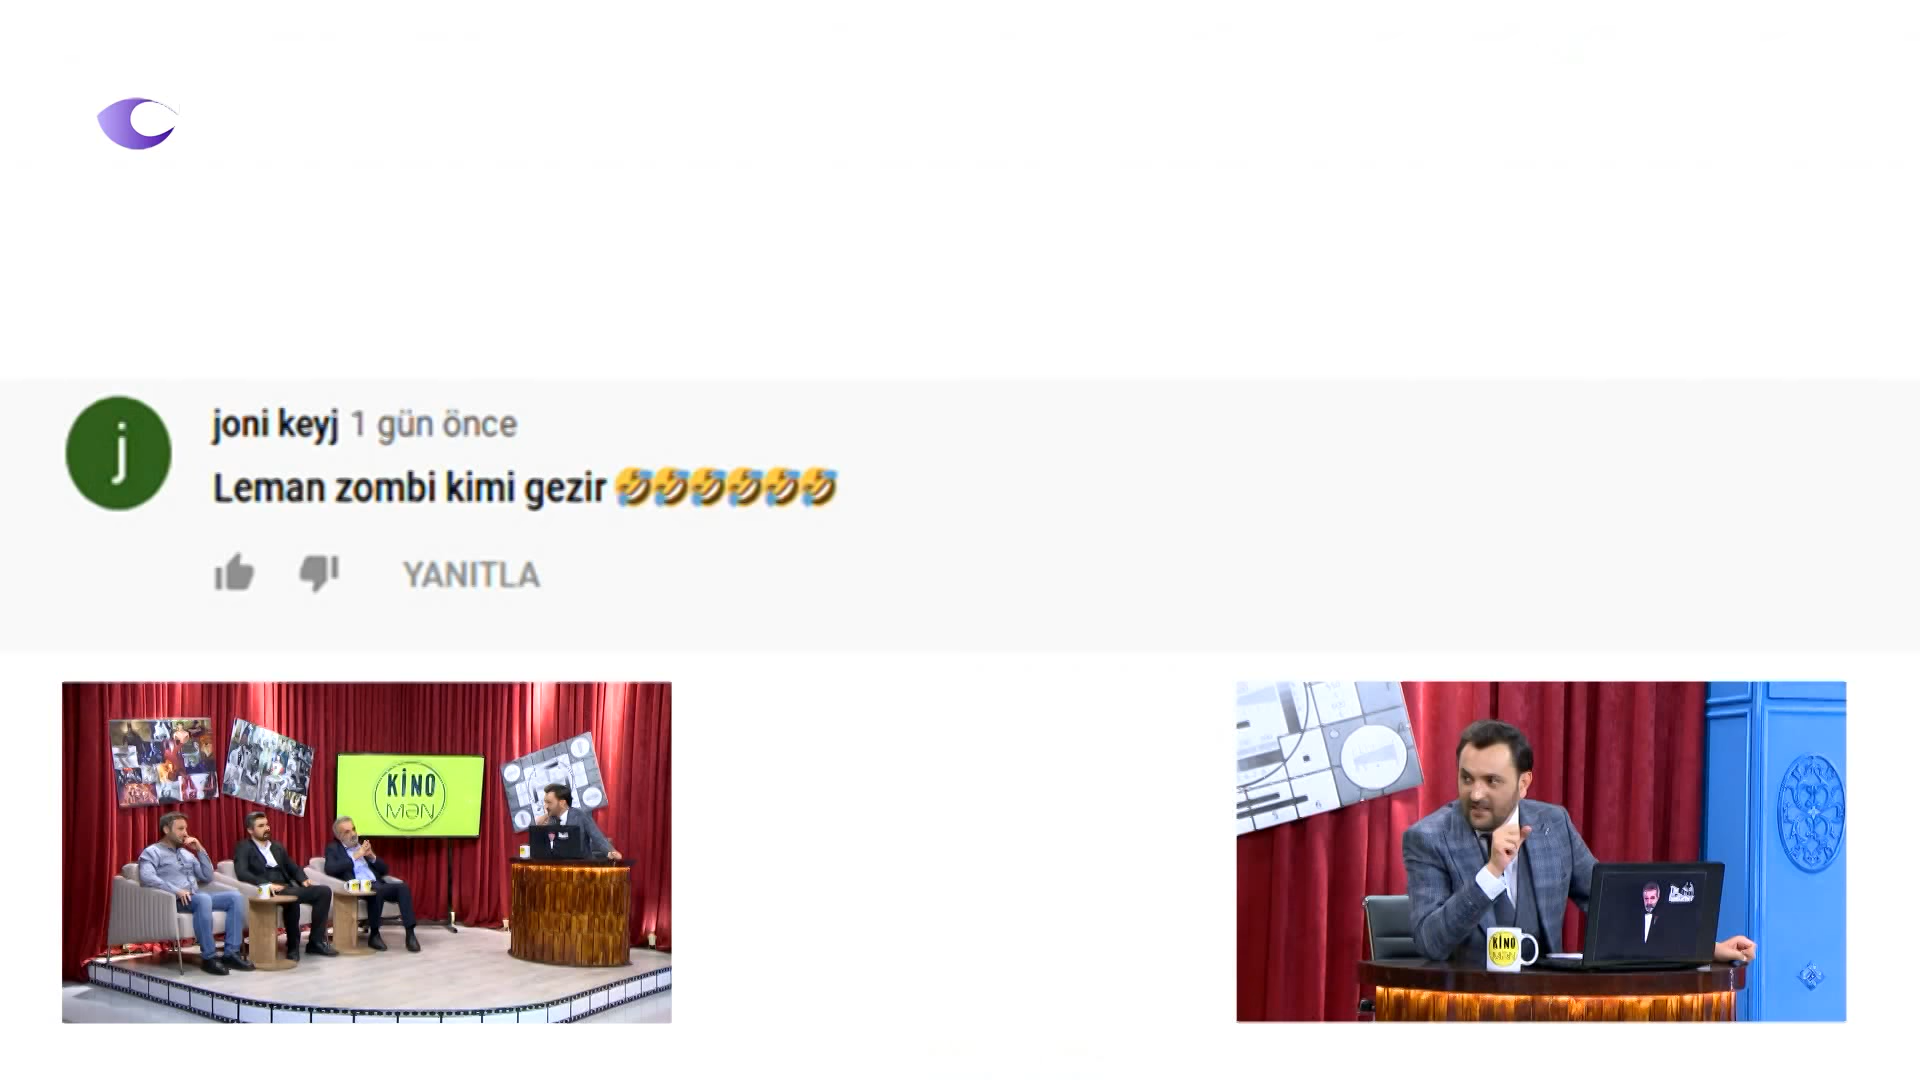 joni keyj 1 gün önce
Leman zombi kimi gezir 🤣🤣🤣🤣🤣🤣
YANITLA
KİNO
MƏN
KİNO
MƏN